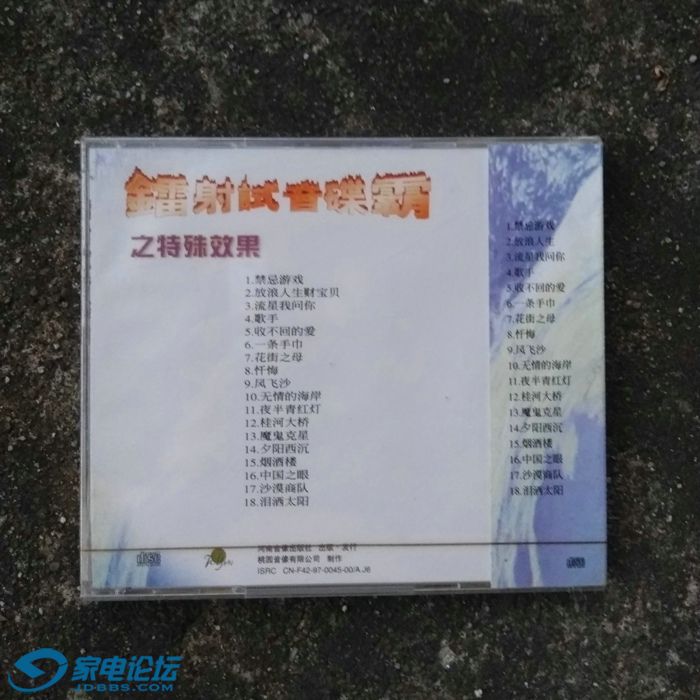 鐳射試音碟霸
之特殊效果
1.禁忌游戏
2.放浪人生财宝贝
3.流星我问你
4.歌手
5.收不回的爱
6.一条手巾
7.花街之母
8.忏悔
9.风飞沙
10.无情的海岸
11.夜半青红灯
12.桂河大桥
13.魔鬼克星
14.夕阳西沉
15.烟酒楼
16.中国之眼
17.沙漠商队
18.泪洒太阳
河南音像出版社 出版·发行
桃园音像有限公司 制作
ISRC CN-F42-97-0045-00/A.J6
1.禁忌游戏
2.放浪人生
3.流星我问你
4.歌手
5.收不回的爱
6.一条手巾
7.花街之母
8.忏悔
9.风飞沙
10.无情的海岸
11.夜半青红灯
12.桂河大桥
13.魔鬼克星
14.夕阳西沉
15.烟酒楼
16.中国之眼
17.沙漠商队
18.泪洒太阳
家电论坛
JDBBS.COM